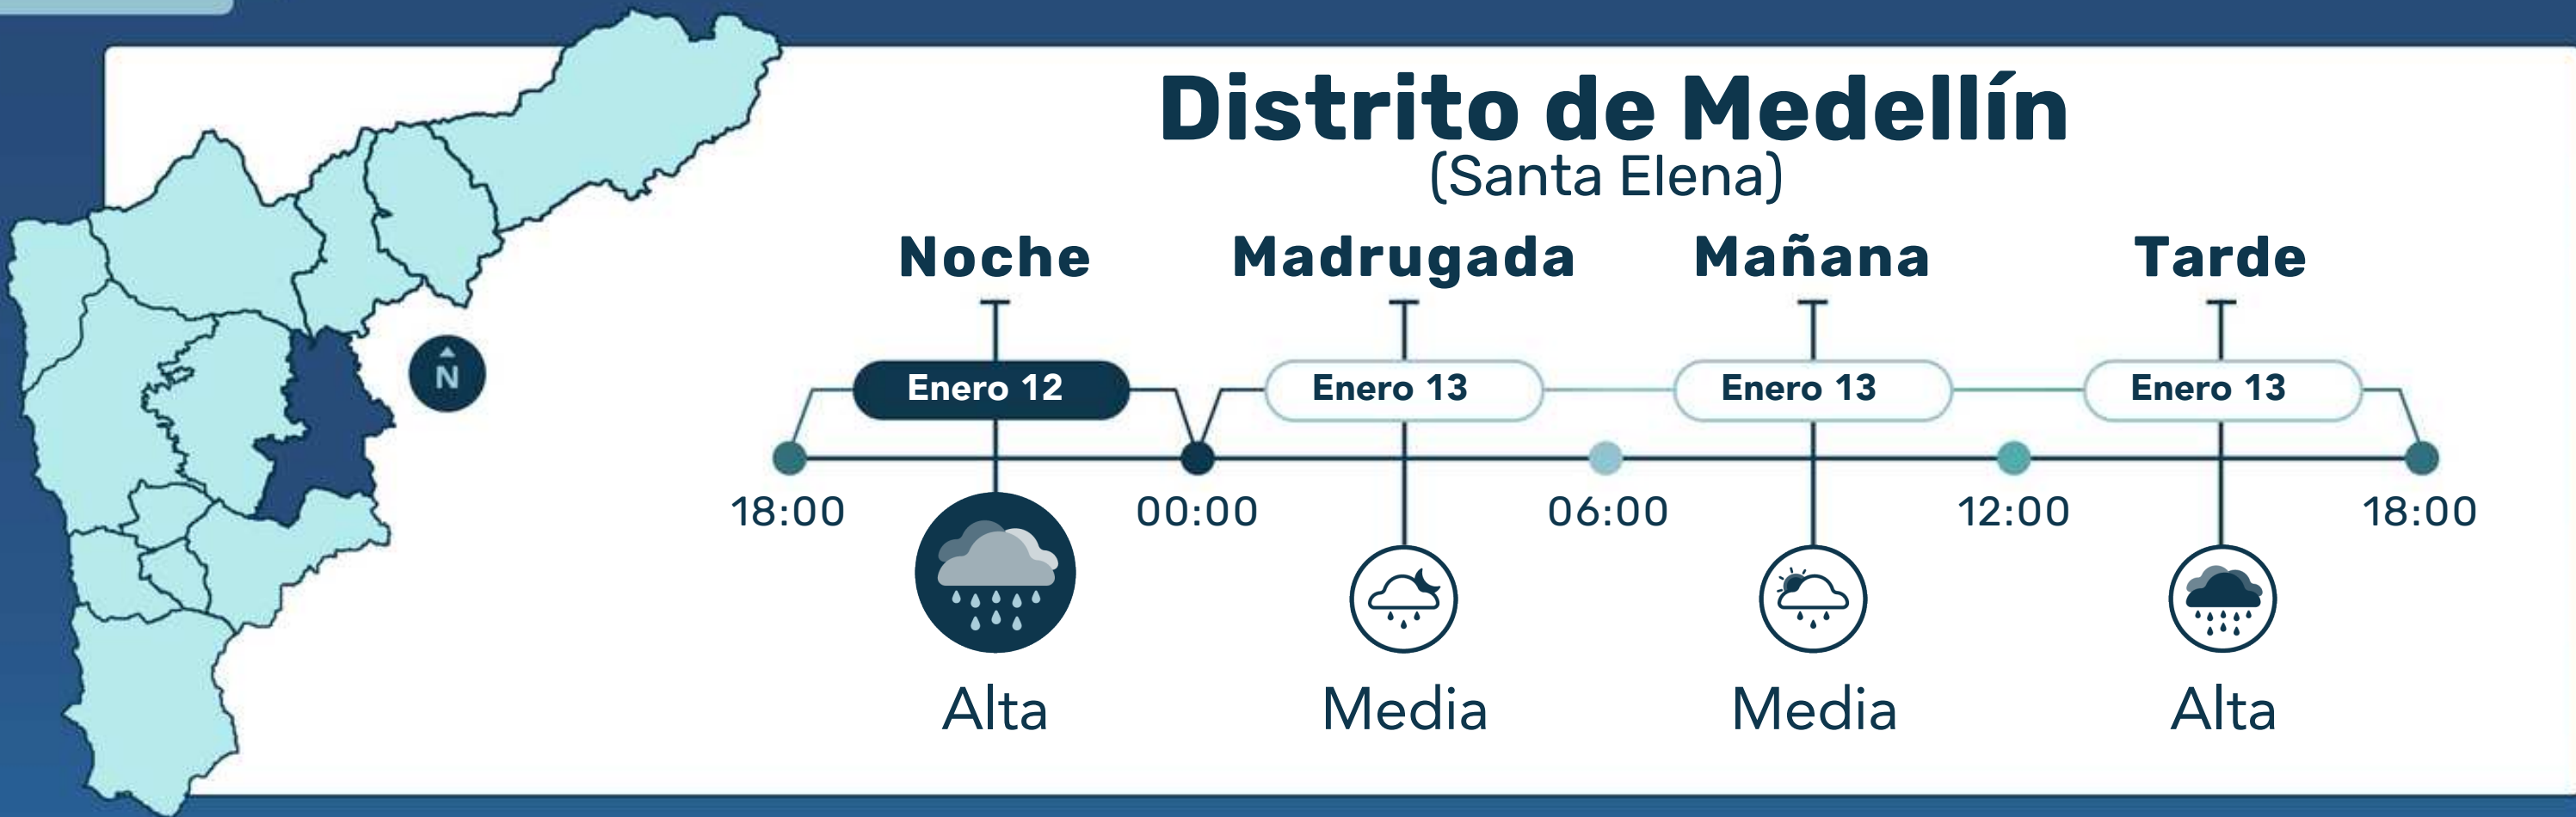 Distrito de Medellín
(Santa Elena)
Noche Madrugada Mañana Tarde
N
Enero 12 Enero 13 Enero 13 Enero 13
18:00 00:00 06:00 12:00 18:00
Alta Media Media Alta